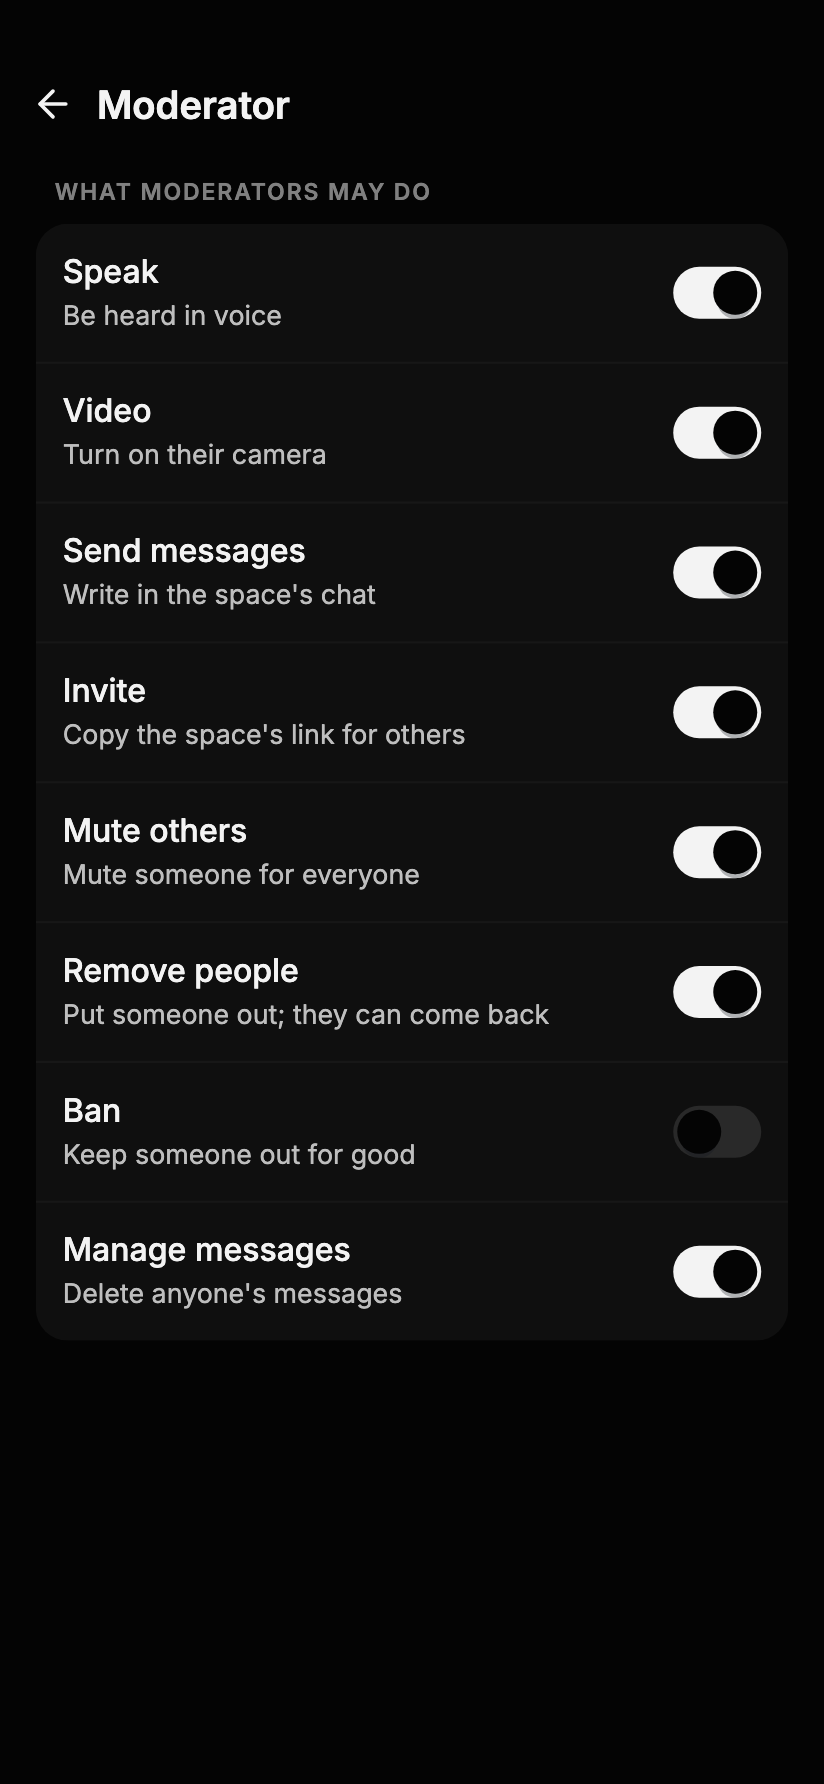 Moderator
WHAT MODERATORS MAY DO
Speak
Be heard in voice
Video
Turn on their camera
Send messages
Write in the space's chat
Invite
Copy the space's link for others
Mute others
Mute someone for everyone
Remove people
Put someone out; they can come back
Ban
Keep someone out for good
Manage messages
Delete anyone's messages